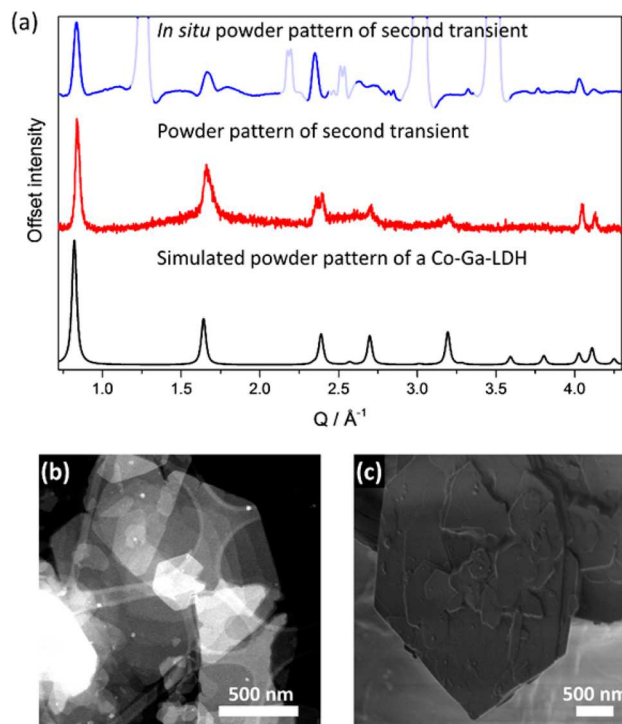 (a)
In situ powder pattern of second transient
Powder pattern of second transient
Simulated powder pattern of a Co-Ga-LDH
Offset intensity
1.0 1.5 2.0 2.5 3.0 3.5 4.0
Q / Å⁻¹
(b)
500 nm
(c)
500 nm